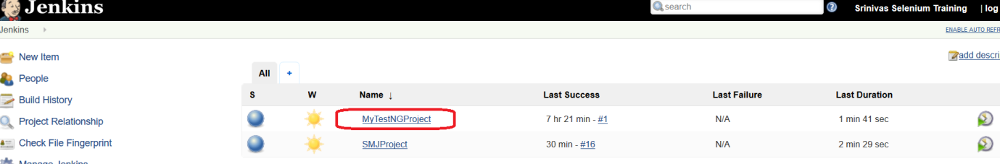 Jenkins
search
Srinivas Selenium Training | log
Jenkins
ENABLE AUTO REFR
New Item
add descri
People
All +
Build History
S W Name ↓ Last Success Last Failure Last Duration
Project Relationship
MyTestNGProject 7 hr 21 min - #1 N/A 1 min 41 sec
Check File Fingerprint
SMJProject 30 min - #16 N/A 2 min 29 sec
Manage Jenkins